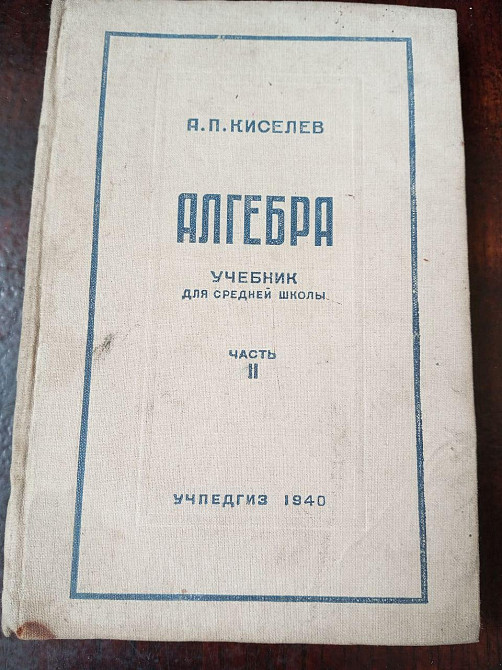 А.П.КИСЕЛЕВ
АЛГЕБРА
УЧЕБНИК
ДЛЯ СРЕДНЕЙ ШКОЛЫ
ЧАСТЬ
II
УЧПЕДГИЗ 1940